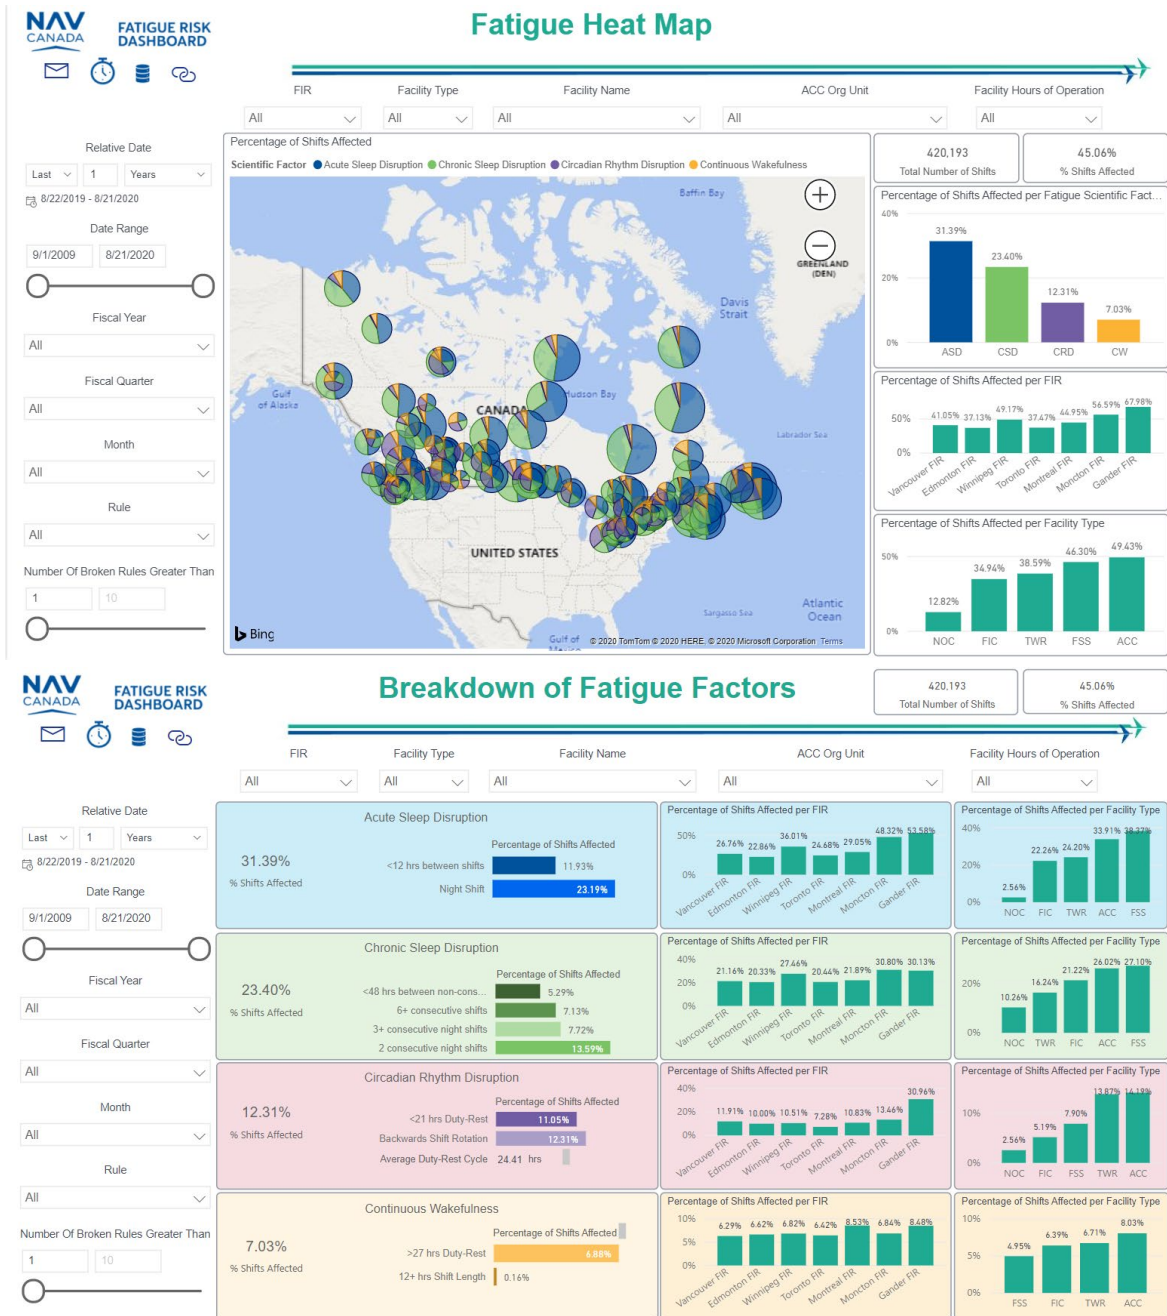 NAV
CANADA
FATIGUE RISK
DASHBOARD
Fatigue Heat Map
FIR
Facility Type
Facility Name
ACC Org Unit
Facility Hours of Operation
All
All
All
All
All
Relative Date
Last
1
Years
8/22/2019 - 8/21/2020
Date Range
9/1/2009
8/21/2020
Fiscal Year
All
Fiscal Quarter
All
Month
All
Rule
All
Number Of Broken Rules Greater Than
1
10
Percentage of Shifts Affected
Scientific Factor Acute Sleep Disruption Chronic Sleep Disruption Circadian Rhythm Disruption Continuous Wakefulness
Baffin Bay
GREENLAND
(DEN)
Davis
Strait
Gulf
of Alaska
CANADA
Hudson Bay
Labrador Sea
UNITED STATES
Sargasso Sea
Atlantic
Ocean
Gulf of
Bing
© 2020 TomTom © 2020 HERE, © 2020 Microsoft Corporation Terms
420,193
Total Number of Shifts
45.06%
% Shifts Affected
Percentage of Shifts Affected per Fatigue Scientific Fact...
40%
20%
0%
31.39%
23.40%
12.31%
7.03%
ASD
CSD
CRD
CW
Percentage of Shifts Affected per FIR
50%
0%
41.05% 37.13% 49.17% 37.47% 44.95% 56.59% 67.98%
Vancouver FIR
Edmonton FIR
Winnipeg FIR
Toronto FIR
Montreal FIR
Moncton FIR
Gander FIR
Percentage of Shifts Affected per Facility Type
50%
0%
12.82%
34.94%
38.59%
46.30%
49.43%
NOC
FIC
TWR
FSS
ACC
NAV
CANADA
FATIGUE RISK
DASHBOARD
Breakdown of Fatigue Factors
420,193
Total Number of Shifts
45.06%
% Shifts Affected
FIR
Facility Type
Facility Name
ACC Org Unit
Facility Hours of Operation
All
All
All
All
All
Relative Date
Last
1
Years
8/22/2019 - 8/21/2020
Date Range
9/1/2009
8/21/2020
Fiscal Year
All
Fiscal Quarter
All
Month
All
Rule
All
Number Of Broken Rules Greater Than
1
10
Acute Sleep Disruption
31.39%
% Shifts Affected
Percentage of Shifts Affected
<12 hrs between shifts 11.93%
Night Shift 23.19%
Percentage of Shifts Affected per FIR
50%
0%
26.76% 22.86% 36.01% 24.68% 29.05% 48.32% 53.58%
Vancouver FIR
Edmonton FIR
Winnipeg FIR
Toronto FIR
Montreal FIR
Moncton FIR
Gander FIR
Percentage of Shifts Affected per Facility Type
40%
20%
0%
2.56%
22.26%
24.20%
33.91%
38.37%
NOC
FIC
TWR
ACC
FSS
Chronic Sleep Disruption
23.40%
% Shifts Affected
Percentage of Shifts Affected
<48 hrs between non-cons... 5.29%
6+ consecutive shifts 7.13%
3+ consecutive night shifts 7.72%
2 consecutive night shifts 13.59%
Percentage of Shifts Affected per FIR
40%
20%
0%
21.16% 20.33% 27.46% 20.44% 21.89% 30.80% 30.13%
Vancouver FIR
Edmonton FIR
Winnipeg FIR
Toronto FIR
Montreal FIR
Moncton FIR
Gander FIR
Percentage of Shifts Affected per Facility Type
20%
0%
10.26%
16.24%
21.22%
26.02%
27.10%
NOC
TWR
FIC
ACC
FSS
Circadian Rhythm Disruption
12.31%
% Shifts Affected
Percentage of Shifts Affected
<21 hrs Duty-Rest 11.05%
Backwards Shift Rotation 12.31%
Average Duty-Rest Cycle 24.41 hrs
Percentage of Shifts Affected per FIR
40%
20%
0%
11.91% 10.00% 10.51% 7.28% 10.83% 13.46% 30.96%
Vancouver FIR
Edmonton FIR
Winnipeg FIR
Toronto FIR
Montreal FIR
Moncton FIR
Gander FIR
Percentage of Shifts Affected per Facility Type
10%
0%
2.56%
5.19%
7.90%
13.87%
14.19%
NOC
FIC
FSS
TWR
ACC
Continuous Wakefulness
7.03%
% Shifts Affected
Percentage of Shifts Affected
>27 hrs Duty-Rest 6.88%
12+ hrs Shift Length 0.16%
Percentage of Shifts Affected per FIR
10%
5%
0%
6.29% 6.62% 6.82% 6.42% 8.53% 6.84% 8.48%
Vancouver FIR
Edmonton FIR
Winnipeg FIR
Toronto FIR
Montreal FIR
Moncton FIR
Gander FIR
Percentage of Shifts Affected per Facility Type
10%
5%
0%
4.95%
6.39%
6.71%
8.03%
FSS
FIC
TWR
ACC